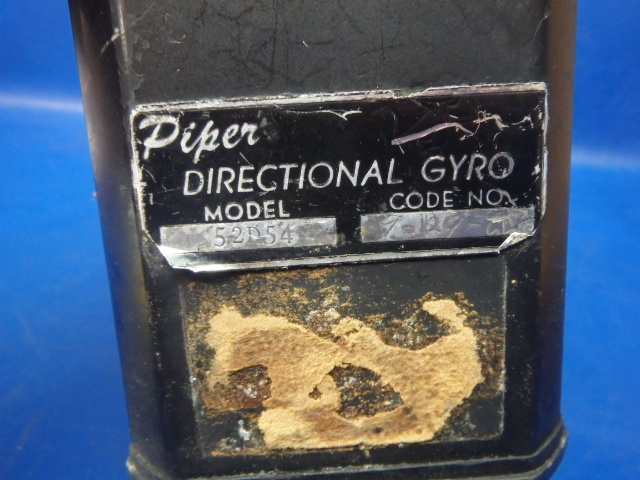 Piper
DIRECTIONAL GYRO
MODEL CODE NO.
52D54